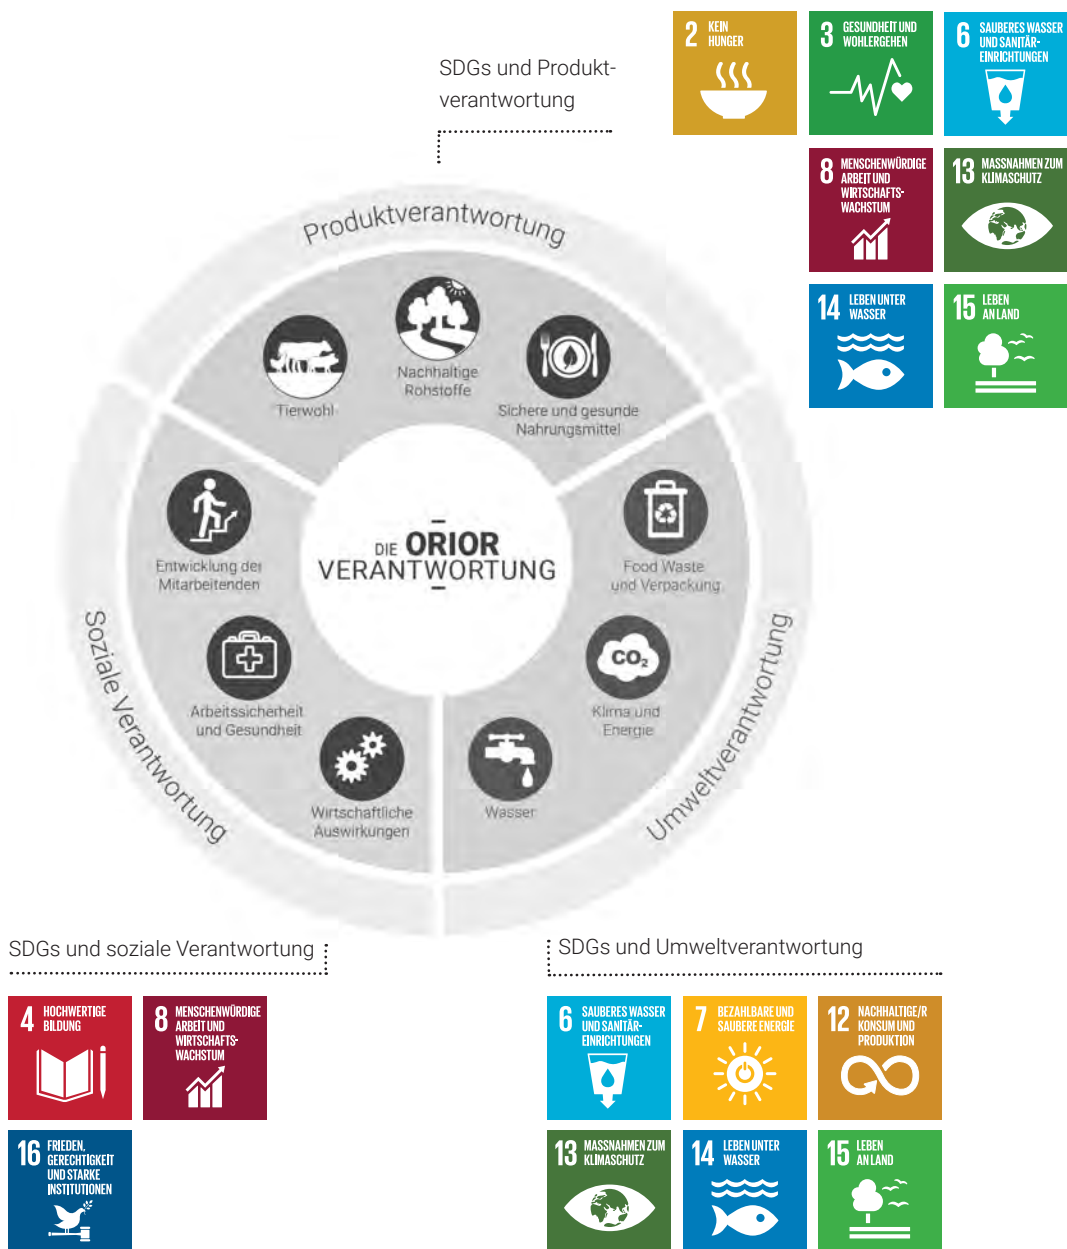 SDGs und Produkt-
verantwortung
2 KEIN
HUNGER
3 GESUNDHEIT UND
WOHLERGEHEN
6 SAUBERES WASSER
UND SANITÄR-
EINRICHTUNGEN
8 MENSCHENWÜRDIGE
ARBEIT UND
WIRTSCHAFTS-
WACHSTUM
13 MASSNAHMEN ZUM
KLIMASCHUTZ
14 LEBEN UNTER
WASSER
15 LEBEN
AN LAND
Produktverantwortung
Tierwohl
Nachhaltige
Rohstoffe
Sichere und gesunde
Nahrungsmittel
Entwicklung der
Mitarbeitenden
Arbeitssicherheit
und Gesundheit
Wirtschaftliche
Auswirkungen
DIE ORIOR
VERANTWORTUNG
Food Waste
und Verpackung
CO₂
Klima und
Energie
Wasser
Soziale Verantwortung
Umweltverantwortung
SDGs und soziale Verantwortung
4 HOCHWERTIGE
BILDUNG
8 MENSCHENWÜRDIGE
ARBEIT UND
WIRTSCHAFTS-
WACHSTUM
16 FRIEDEN,
GERECHTIGKEIT
UND STARKE
INSTITUTIONEN
SDGs und Umweltverantwortung
6 SAUBERES WASSER
UND SANITÄR-
EINRICHTUNGEN
7 BEZAHLBARE UND
SAUBERE ENERGIE
12 NACHHALTIGE/R
KONSUM UND
PRODUKTION
13 MASSNAHMEN ZUM
KLIMASCHUTZ
14 LEBEN UNTER
WASSER
15 LEBEN
AN LAND